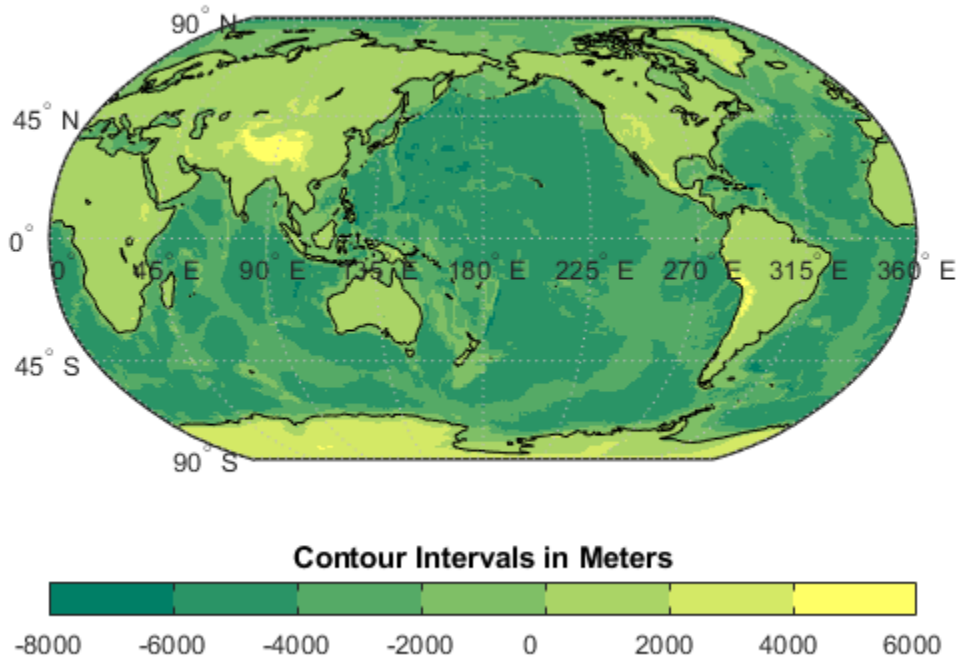 90° N
45° N
0°
0° E 45° E 90° E 135° E 180° E 225° E 270° E 315° E 360° E
45° S
90° S
Contour Intervals in Meters
-8000 -6000 -4000 -2000 0 2000 4000 6000